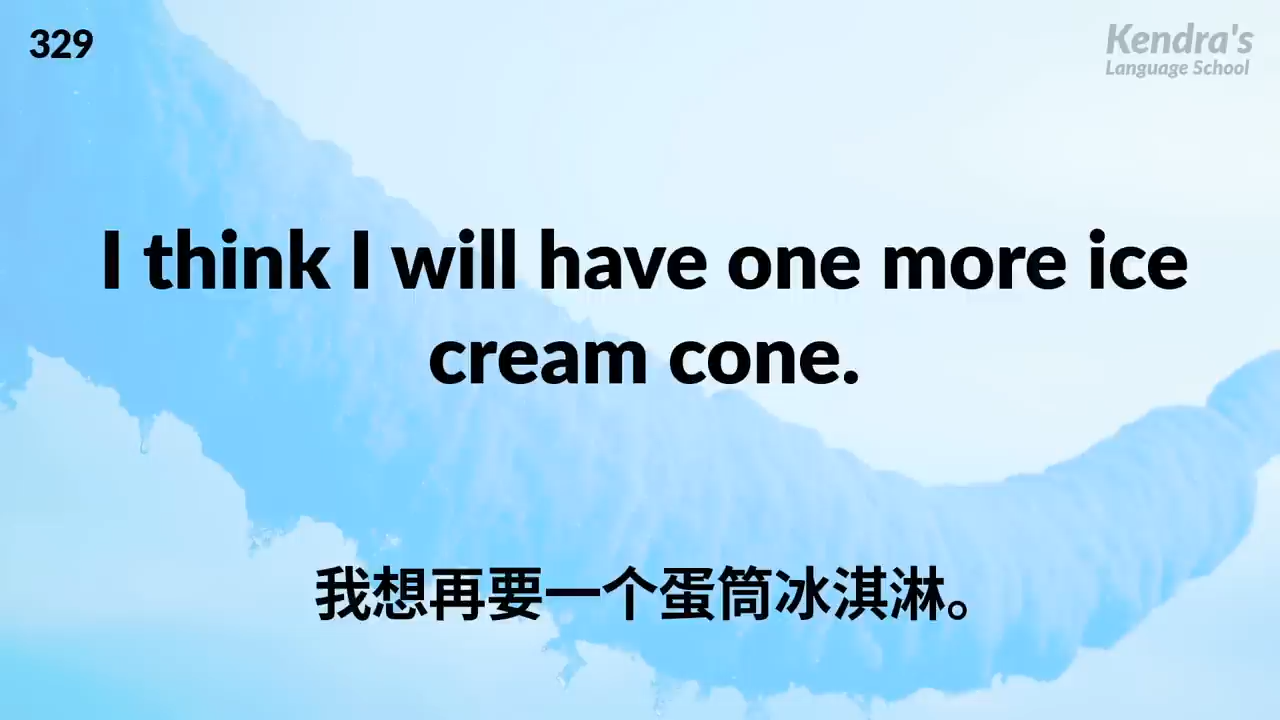 329
Kendra's
Language School
I think I will have one more ice
cream cone.
我想再要一个蛋筒冰淇淋。